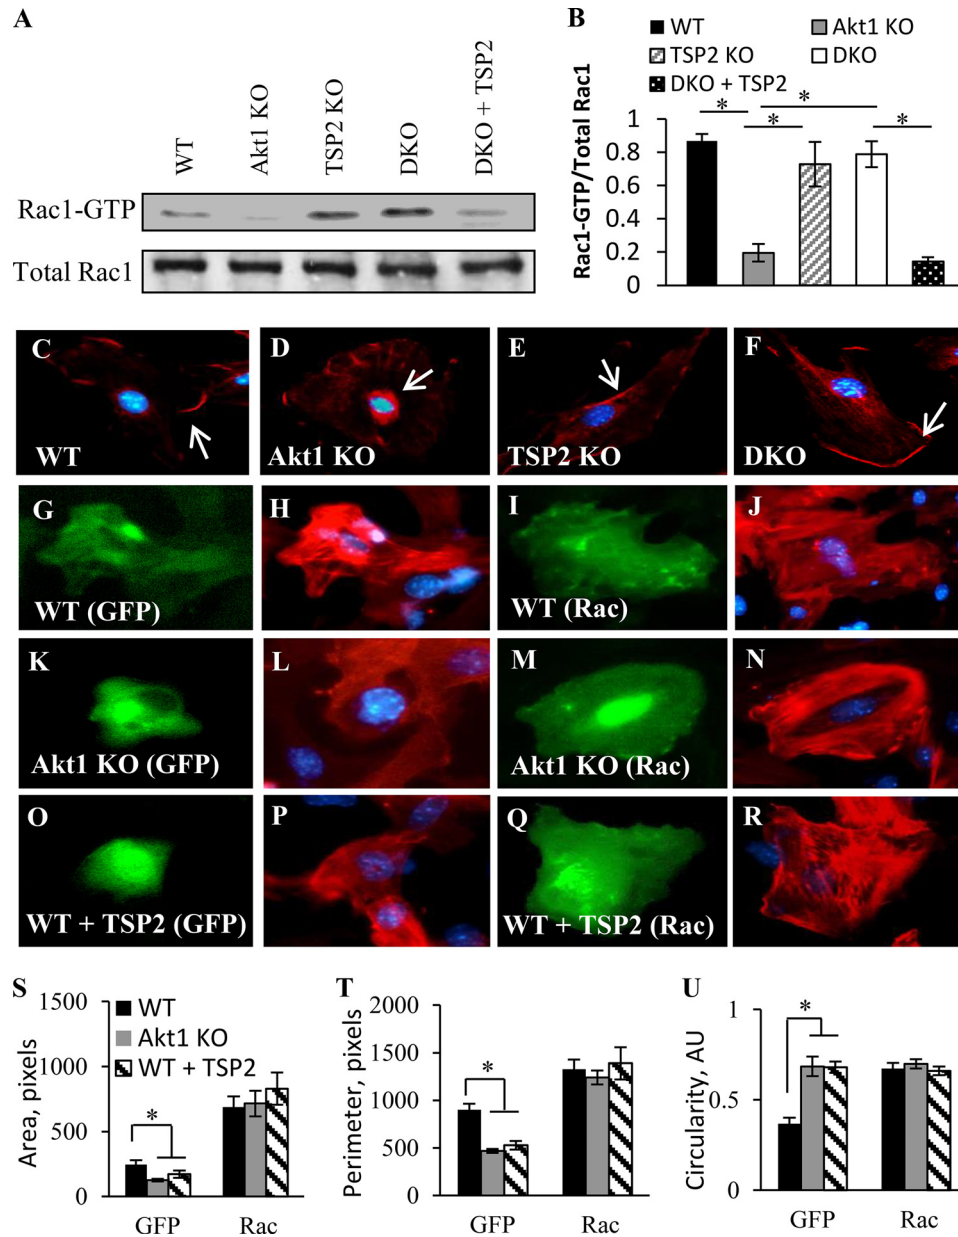 A
WT
Akt1 KO
TSP2 KO
DKO
DKO + TSP2
Rac1-GTP
Total Rac1
B
WT
Akt1 KO
TSP2 KO
DKO
DKO + TSP2
* * * *
Rac1-GTP/Total Rac1
1
0.8
0.6
0.4
0.2
0
C
WT
D
Akt1 KO
E
TSP2 KO
F
DKO
G
WT (GFP)
H
I
WT (Rac)
J
K
Akt1 KO (GFP)
L
M
Akt1 KO (Rac)
N
O
WT + TSP2 (GFP)
P
Q
WT + TSP2 (Rac)
R
S
Area, pixels
1500
1000
500
0
WT
Akt1 KO
WT + TSP2
*
GFP
Rac
T
Perimeter, pixels
2000
1500
1000
500
0
*
GFP
Rac
U
Circularity, AU
1
0.5
0
*
GFP
Rac